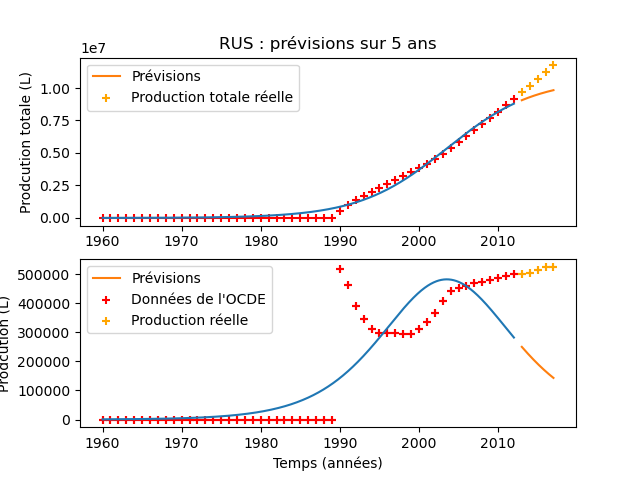 RUS : prévisions sur 5 ans
1e7
Prodcution totale (L)
1.00
0.75
0.50
0.25
0.00
Prévisions
Production totale réelle
1960 1970 1980 1990 2000 2010
Prodcution (L)
500000
400000
300000
200000
100000
0
Prévisions
Données de l'OCDE
Production réelle
1960 1970 1980 1990 2000 2010
Temps (années)